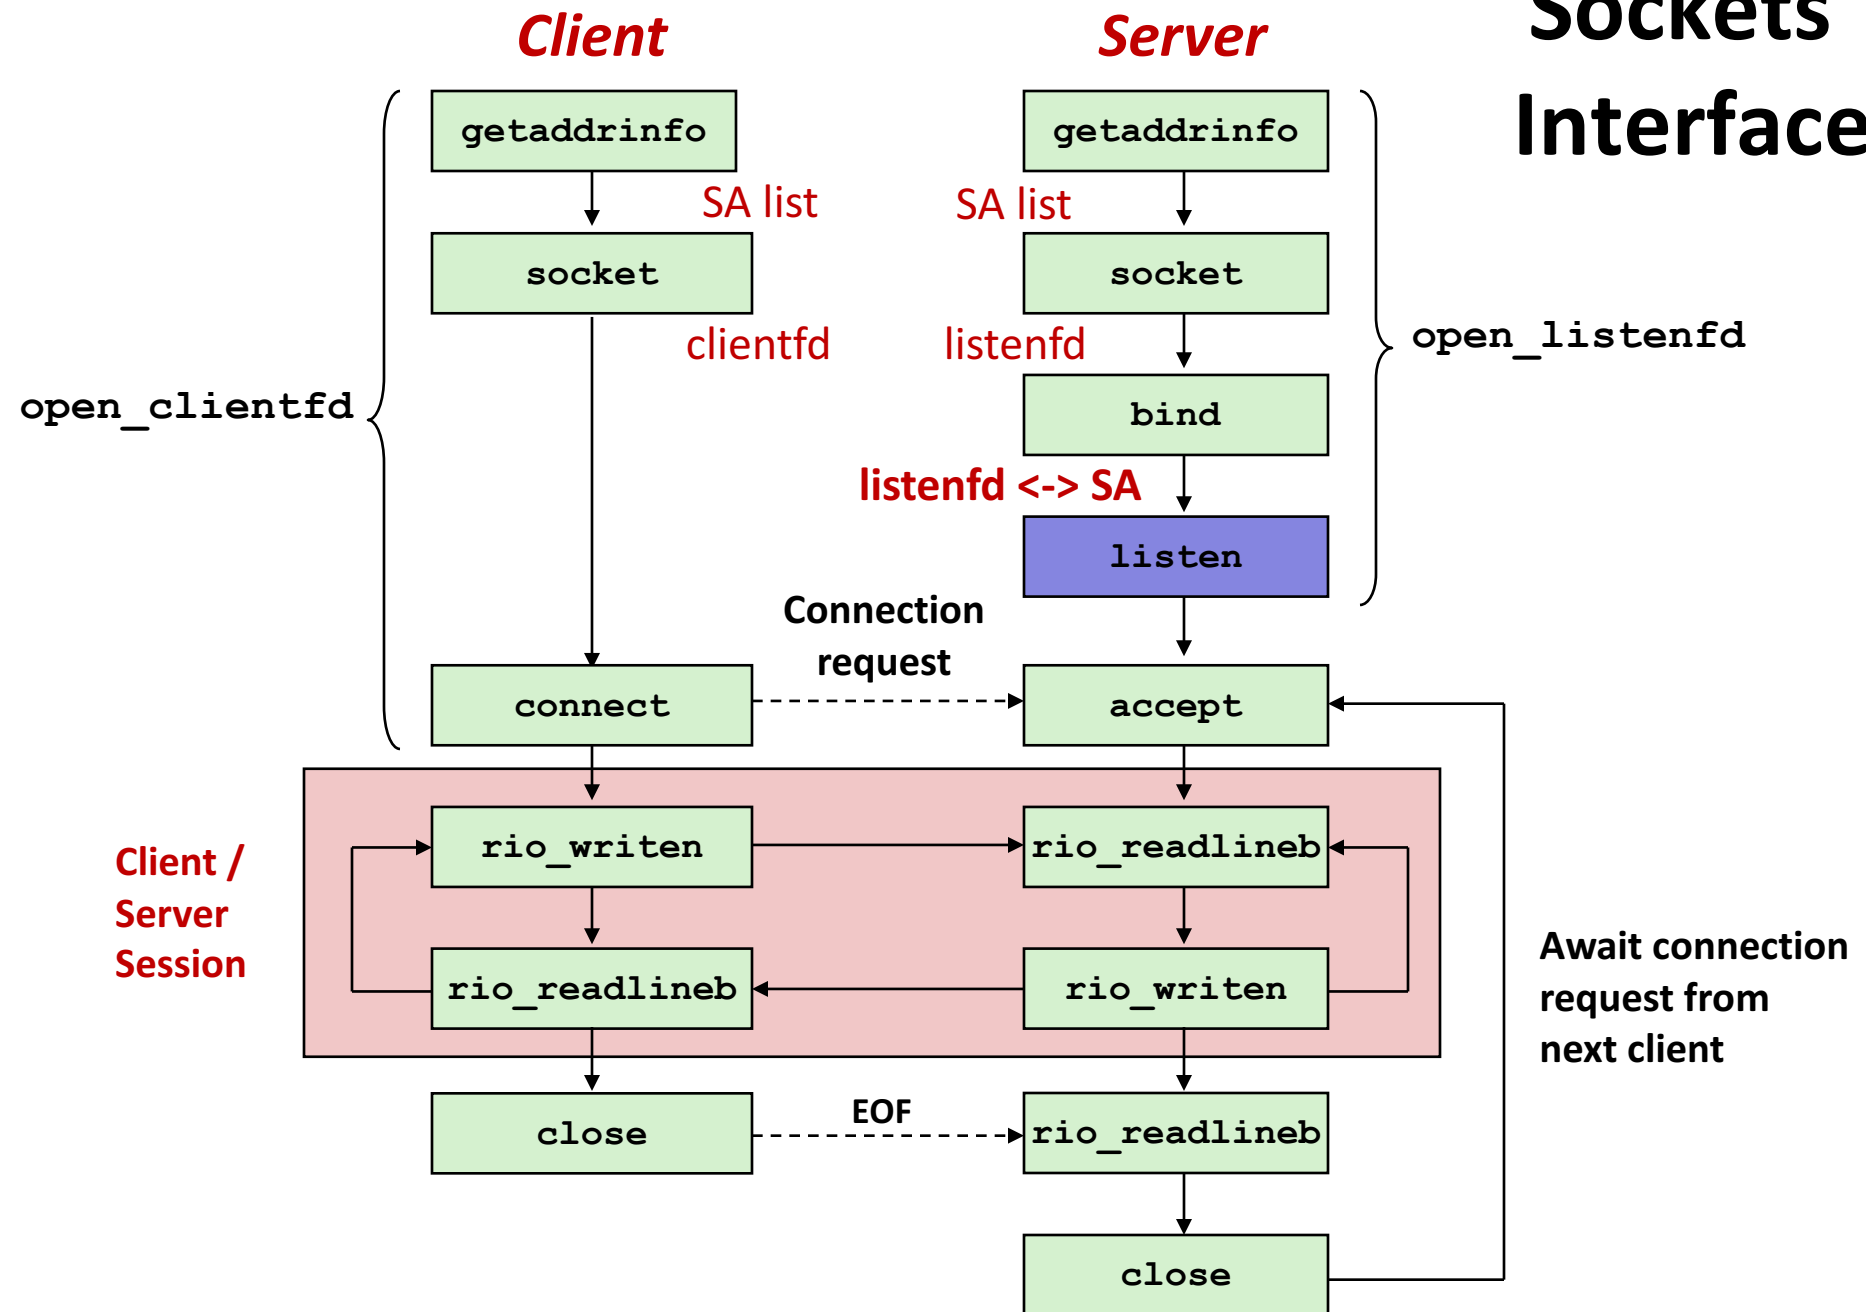 Sockets
Interface
Client
Server
getaddrinfo
getaddrinfo
SA list
SA list
socket
socket
clientfd
listenfd
open_listenfd
open_clientfd
bind
listenfd <-> SA
listen
Connection
request
connect
accept
Client /
Server
Session
rio_writen
rio_readlineb
rio_readlineb
rio_writen
Await connection
request from
next client
close
EOF
rio_readlineb
close